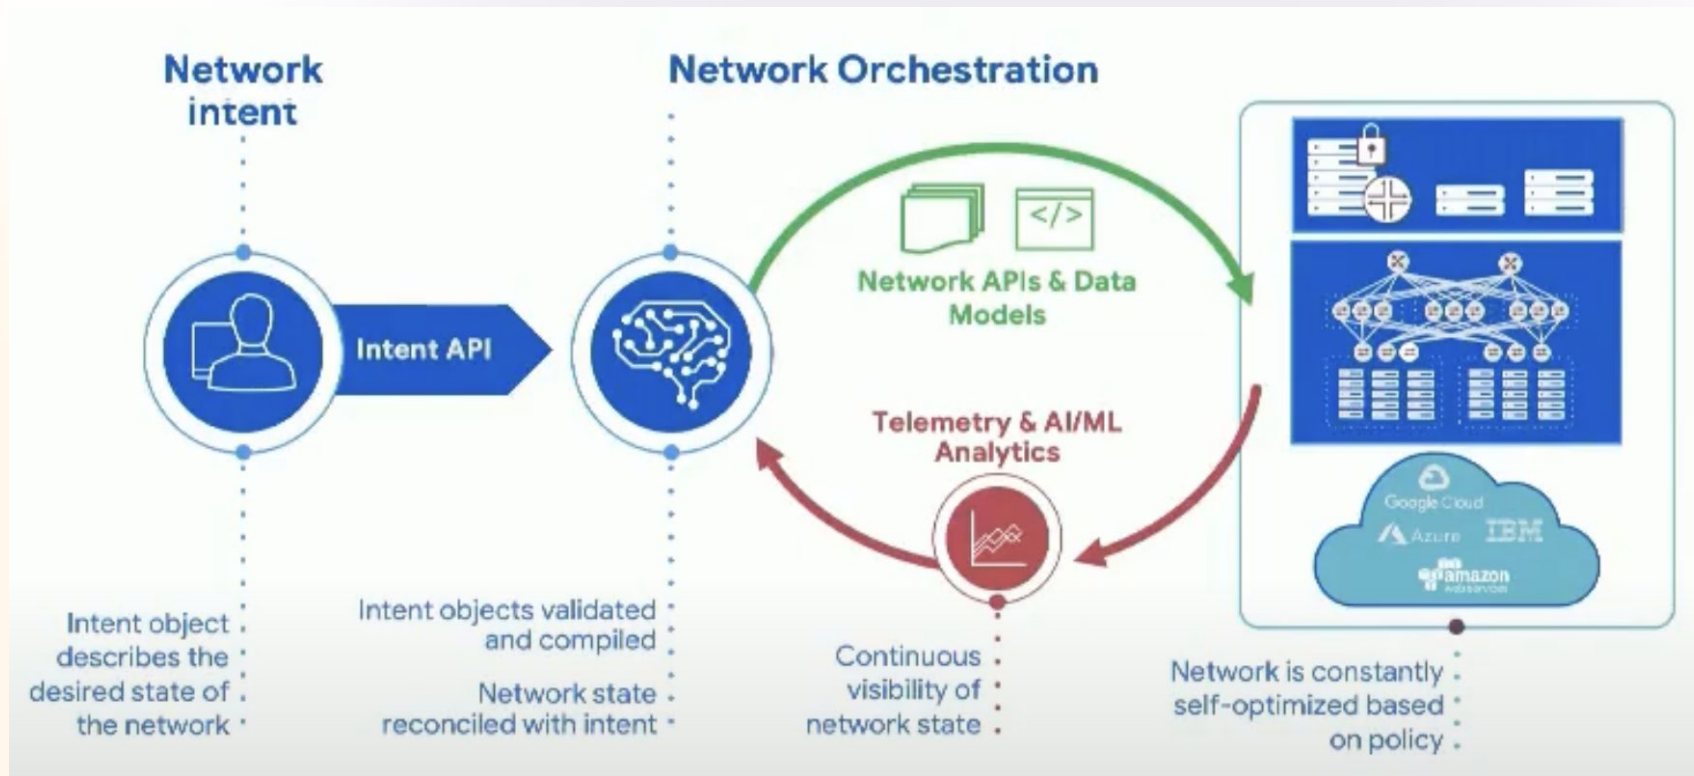 Network
intent
Network Orchestration
Intent API
</>
Network APIs & Data
Models
Telemetry & AI/ML
Analytics
Google Cloud
Azure
IBM
amazon
webservices
Intent object
describes the
desired state of
the network
Intent objects validated
and compiled
Network state
reconciled with intent
Continuous
visibility of
network state
Network is constantly
self-optimized based
on policy